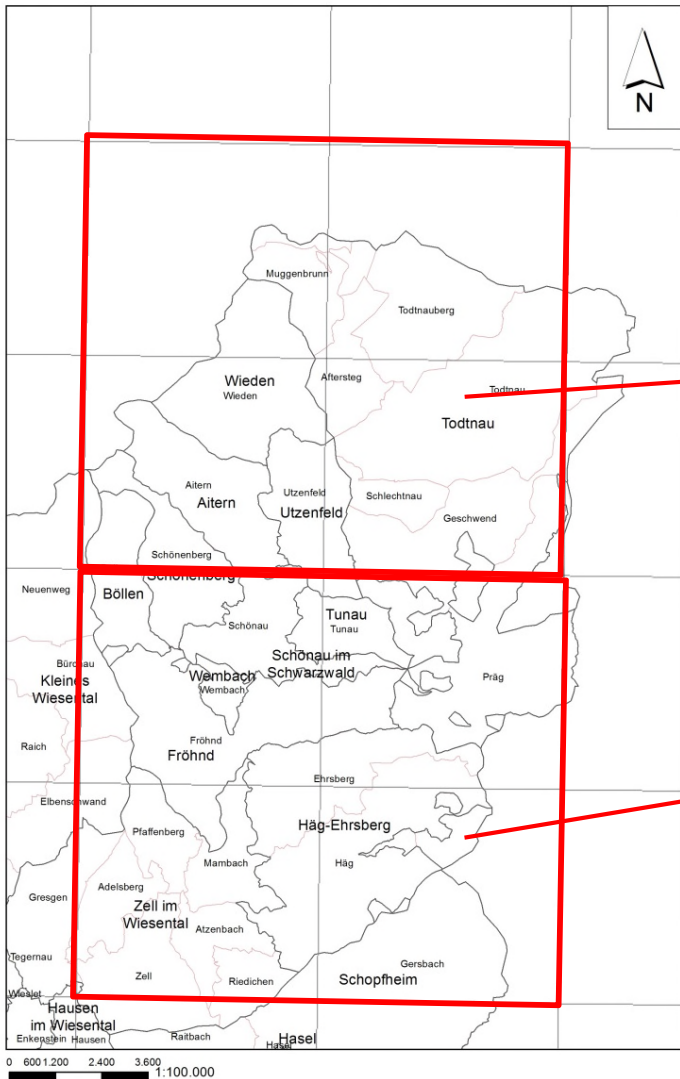 N
Muggenbrunn
Todtnauberg
Wieden
Wieden
Aftersteg
Todtnau
Todtnau
Aitern
Aitern
Utzenfeld
Utzenfeld
Schlechtnau
Geschwend
Schönenberg
Schönenberg
Neuenweg
Böllen
Schönau
Tunau
Tunau
Schönau im
Schwarzwald
Bürchau
Kleines
Wiesental
Wembach
Wembach
Präg
Fröhnd
Fröhnd
Raich
Ehrsberg
Elbenschwand
Häg-Ehrsberg
Pfaffenberg
Mambach
Häg
Adelsberg
Gresgen
Zell im
Wiesental
Atzenbach
Tegernau
Zell
Riedichen
Gersbach
Schopfheim
Wieslet
Hausen
im Wiesental
Enkenstein
Hausen
Raitbach
Hasel
Hasel
0 600 1.200 2.400 3.600
1:100.000